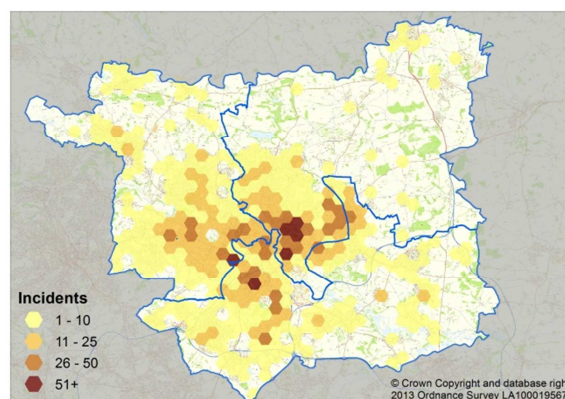 Incidents
1 - 10
11 - 25
26 - 50
51+
© Crown Copyright and database righ
2013 Ordnance Survey LA100019567